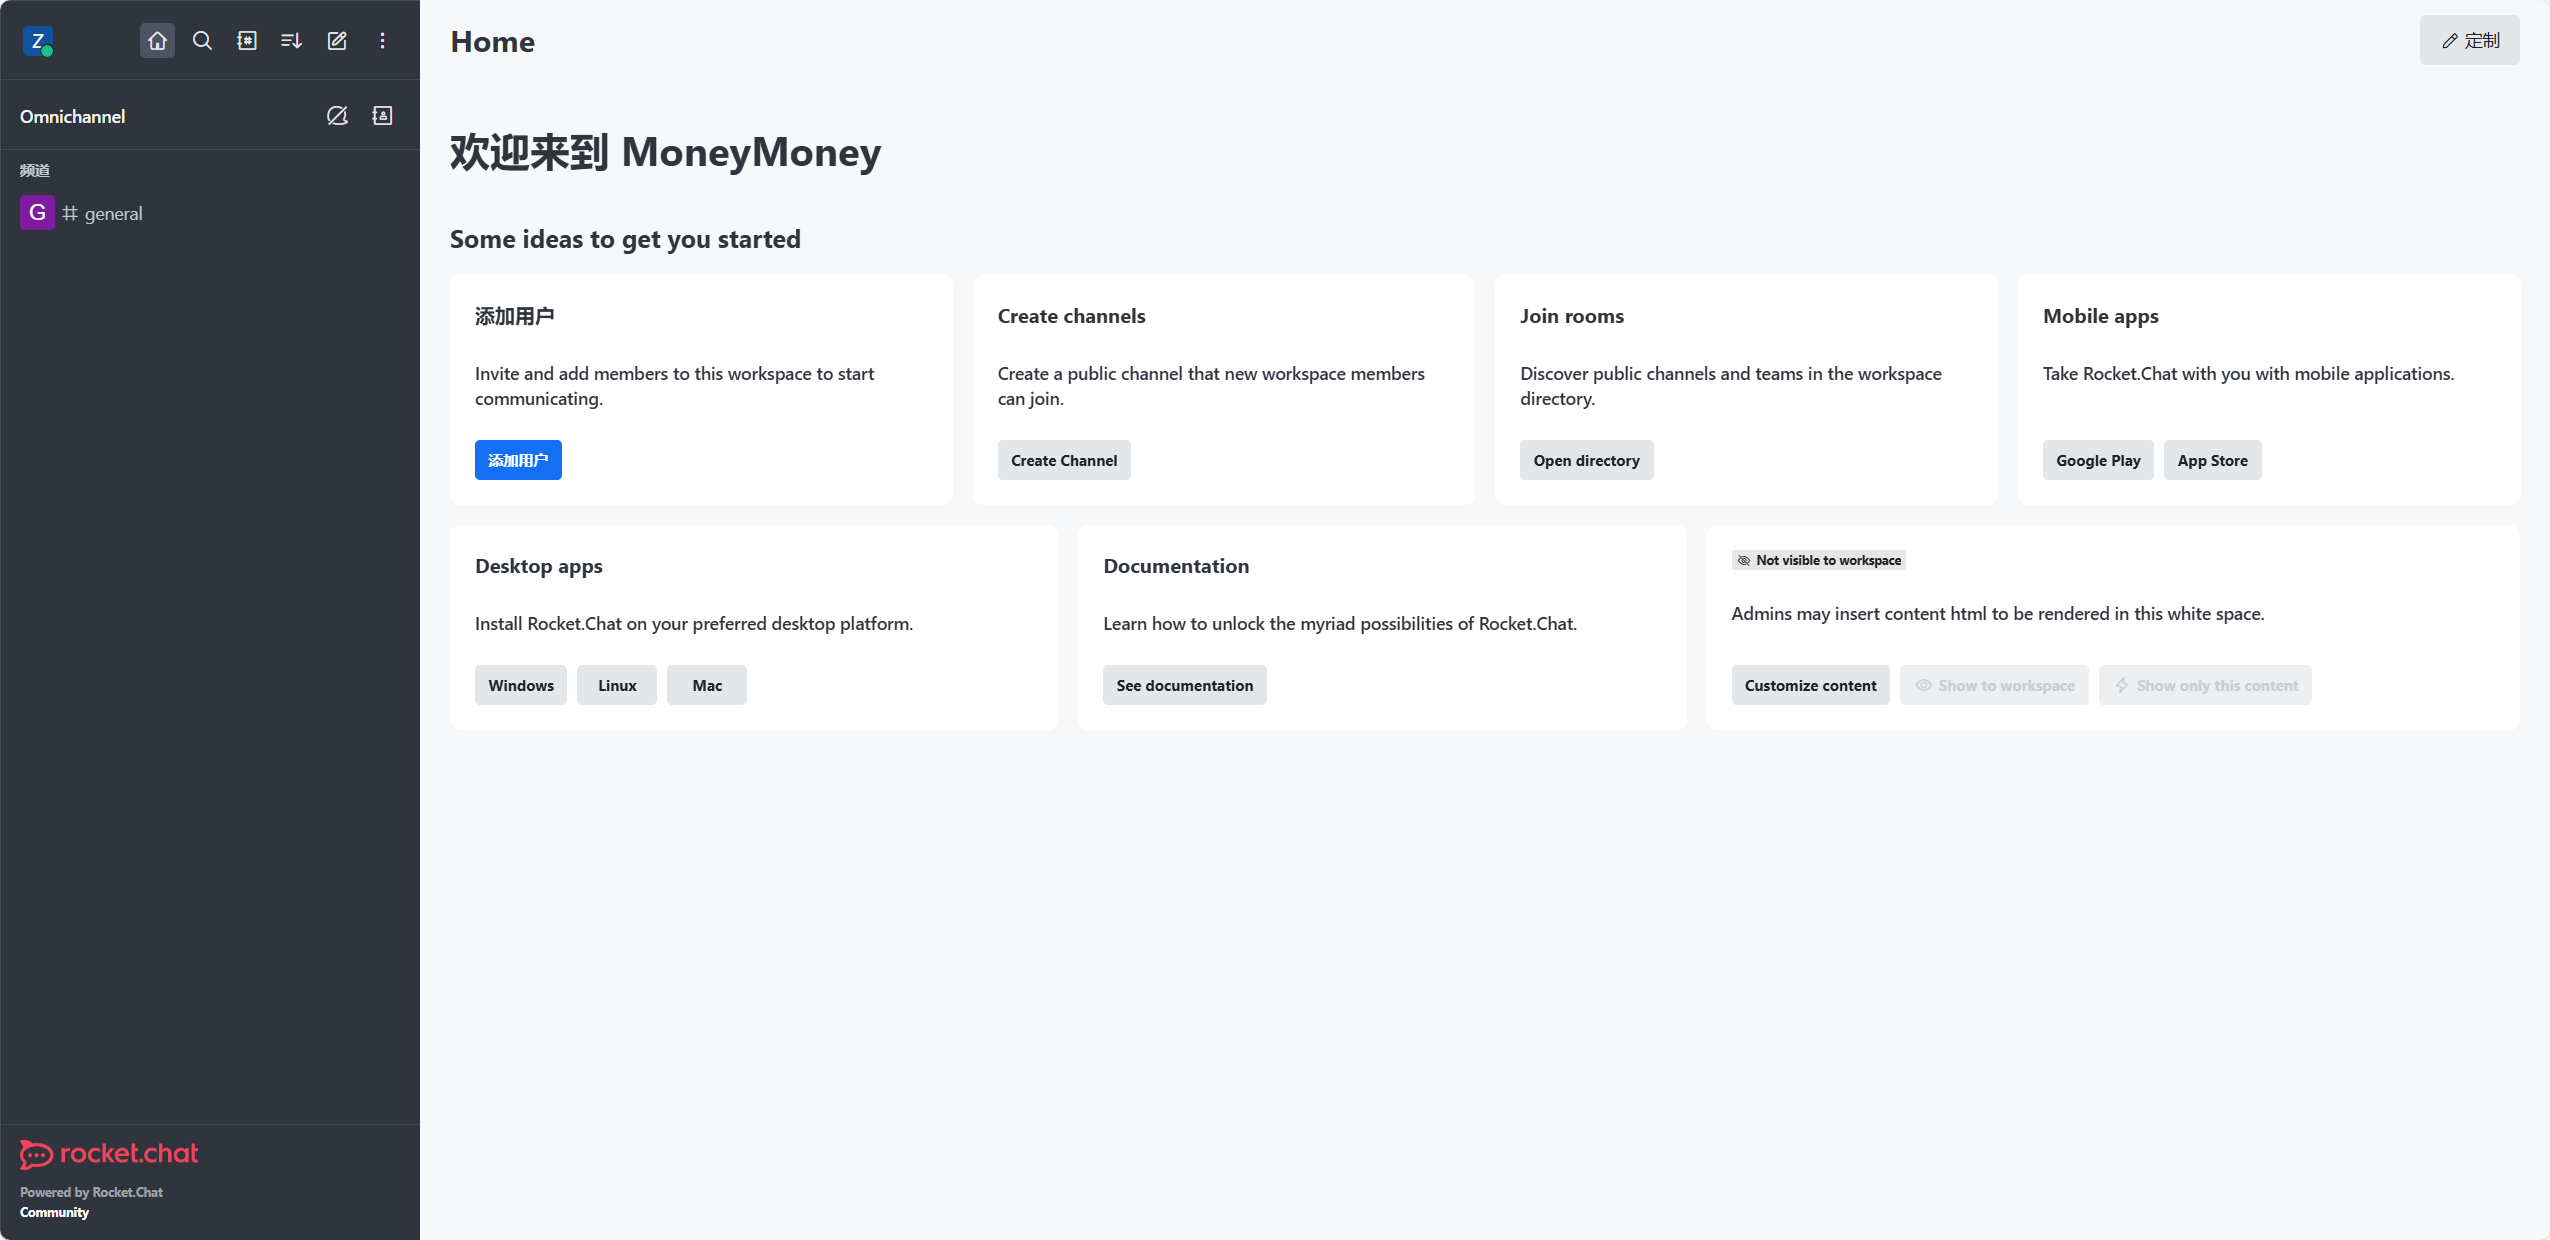 Z
Home
定制
Omnichannel
频道
G general
欢迎来到 MoneyMoney
Some ideas to get you started
添加用户
Invite and add members to this workspace to start
communicating.
添加用户
Create channels
Create a public channel that new workspace members
can join.
Create Channel
Join rooms
Discover public channels and teams in the workspace
directory.
Open directory
Mobile apps
Take Rocket.Chat with you with mobile applications.
Google Play App Store
Desktop apps
Install Rocket.Chat on your preferred desktop platform.
Windows Linux Mac
Documentation
Learn how to unlock the myriad possibilities of Rocket.Chat.
See documentation
Not visible to workspace
Admins may insert content html to be rendered in this white space.
Customize content Show to workspace Show only this content
rocket.chat
Powered by Rocket.Chat
Community